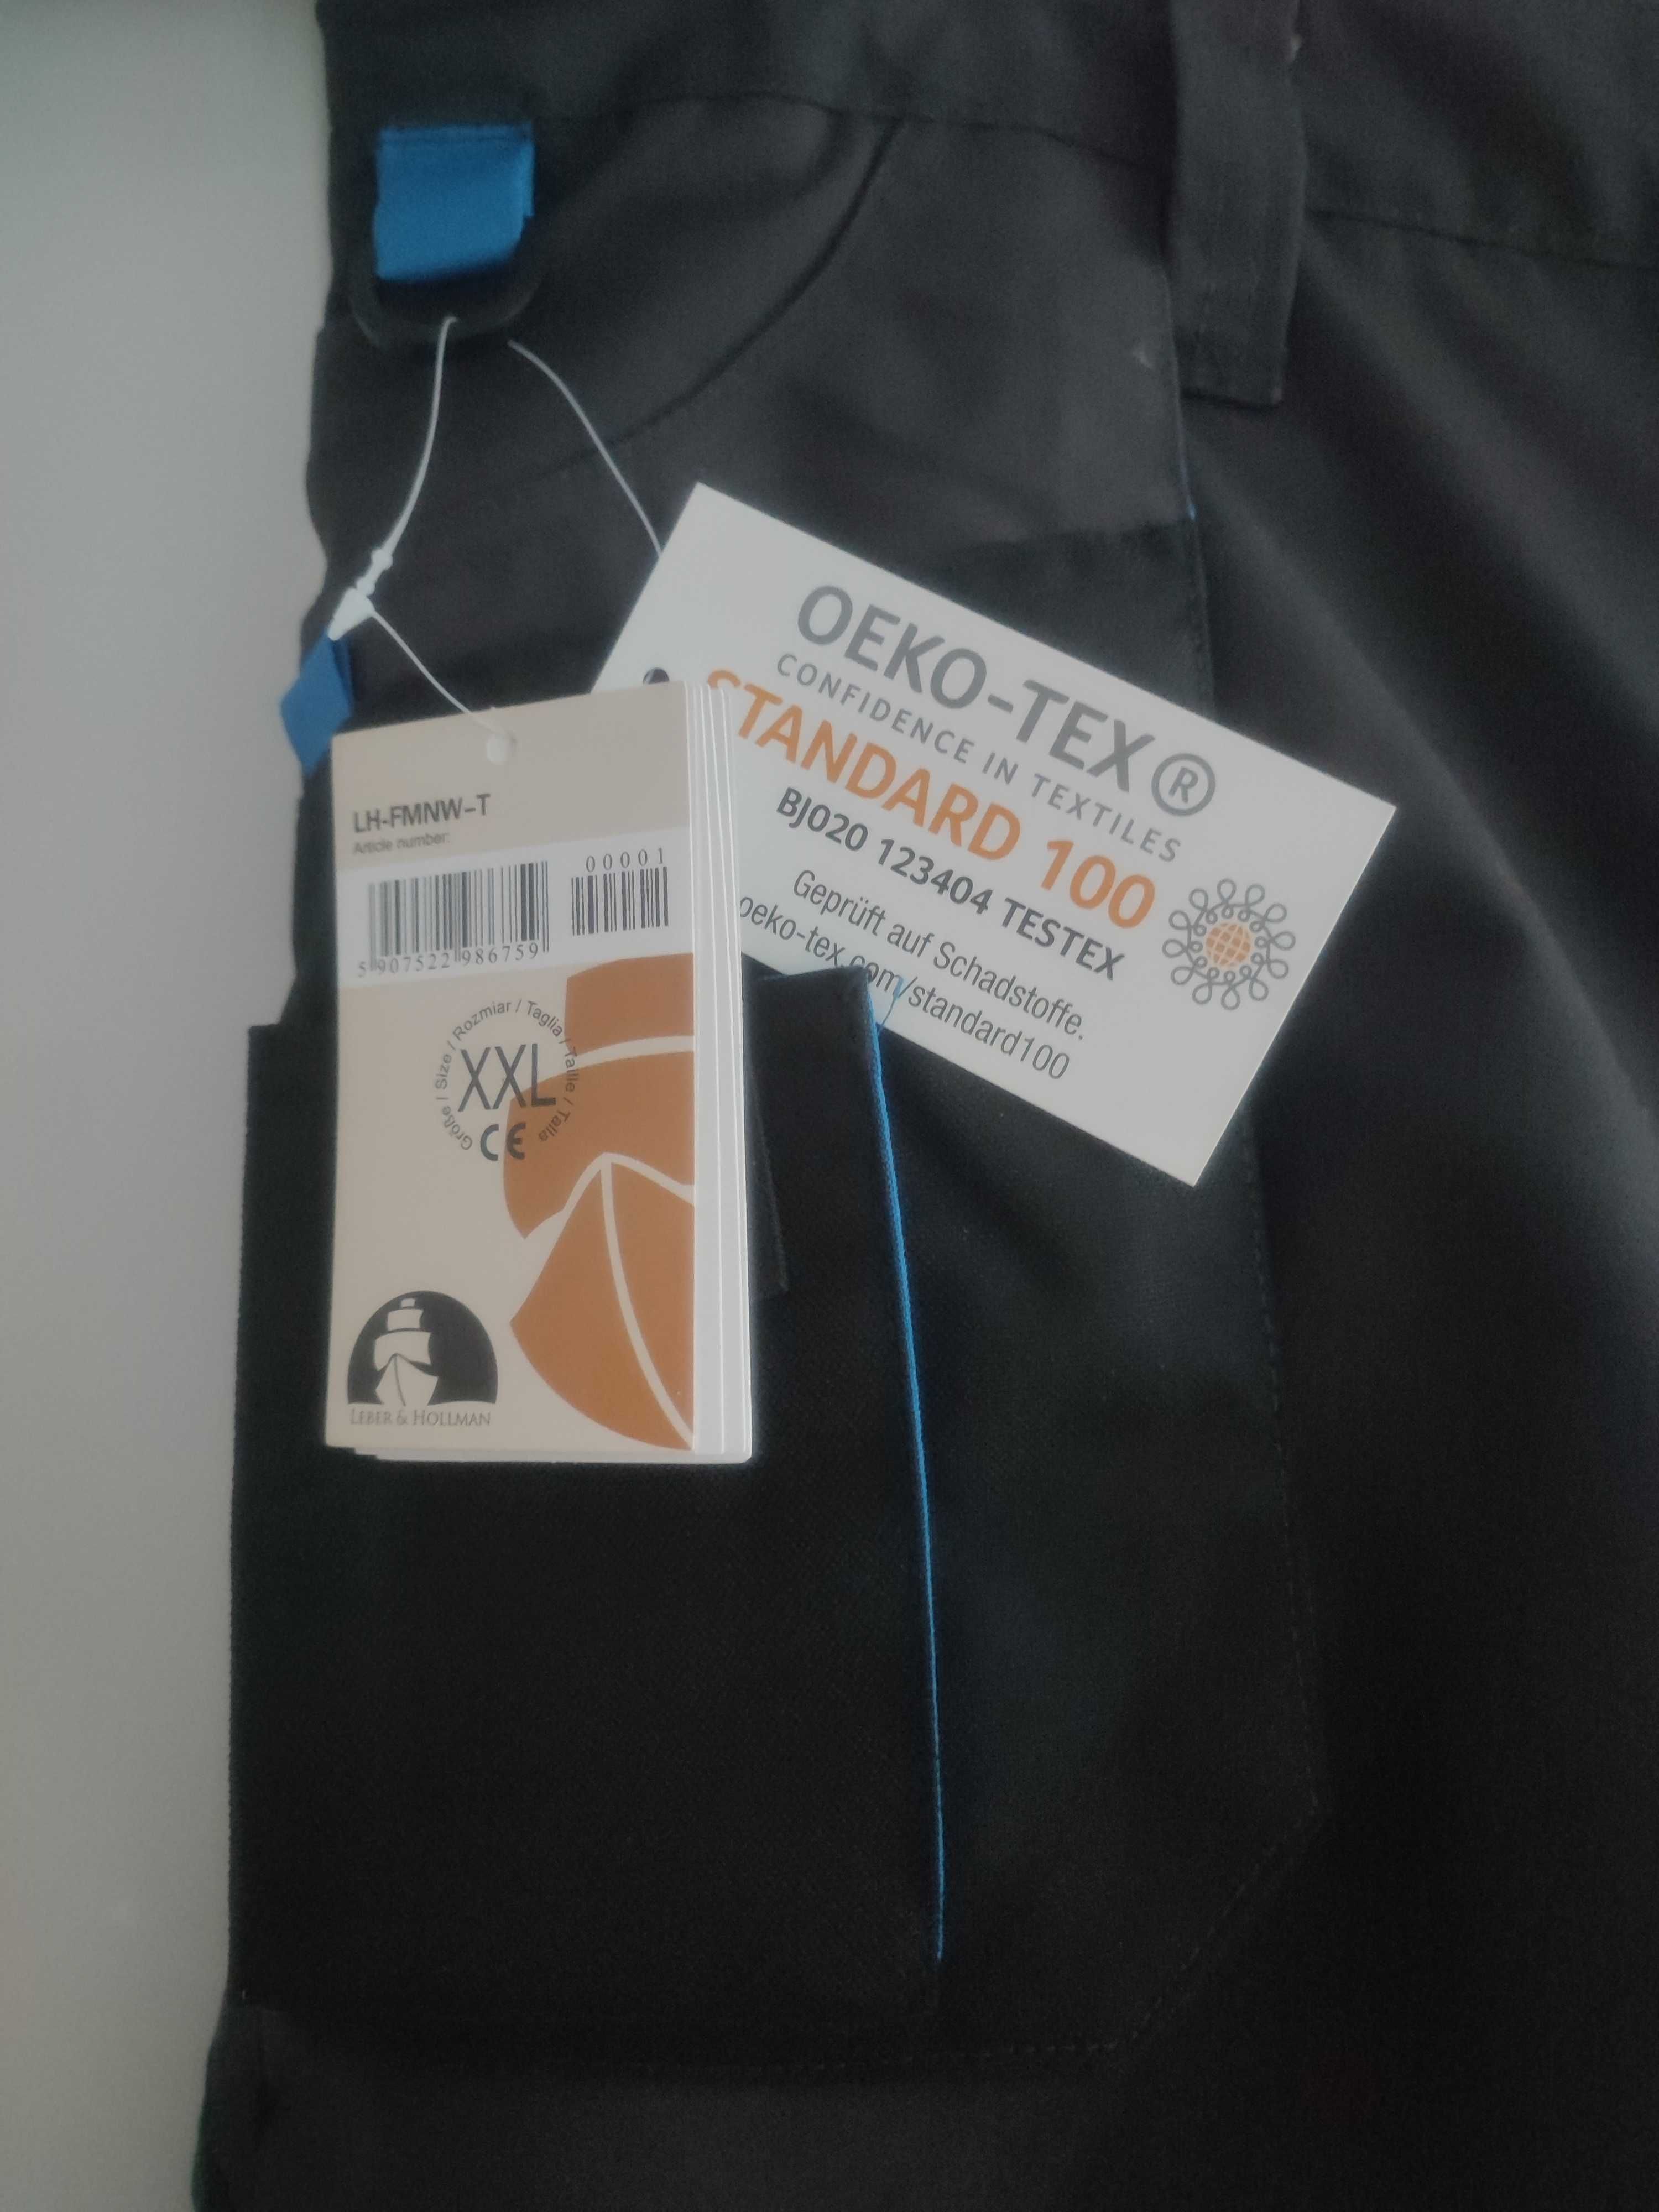 OEKO-TEX®
CONFIDENCE IN TEXTILES
STANDARD 100
BJ020 123404 TESTEX
Geprüft auf Schadstoffe.
oeko-tex.com/standard100
LH-FMNW-T
Article number:
00001
5 907522 986759
Größe / Size / Rozmiar / Taglia / Taille / Talla
XXL
CE
LEBER & HOLLMAN